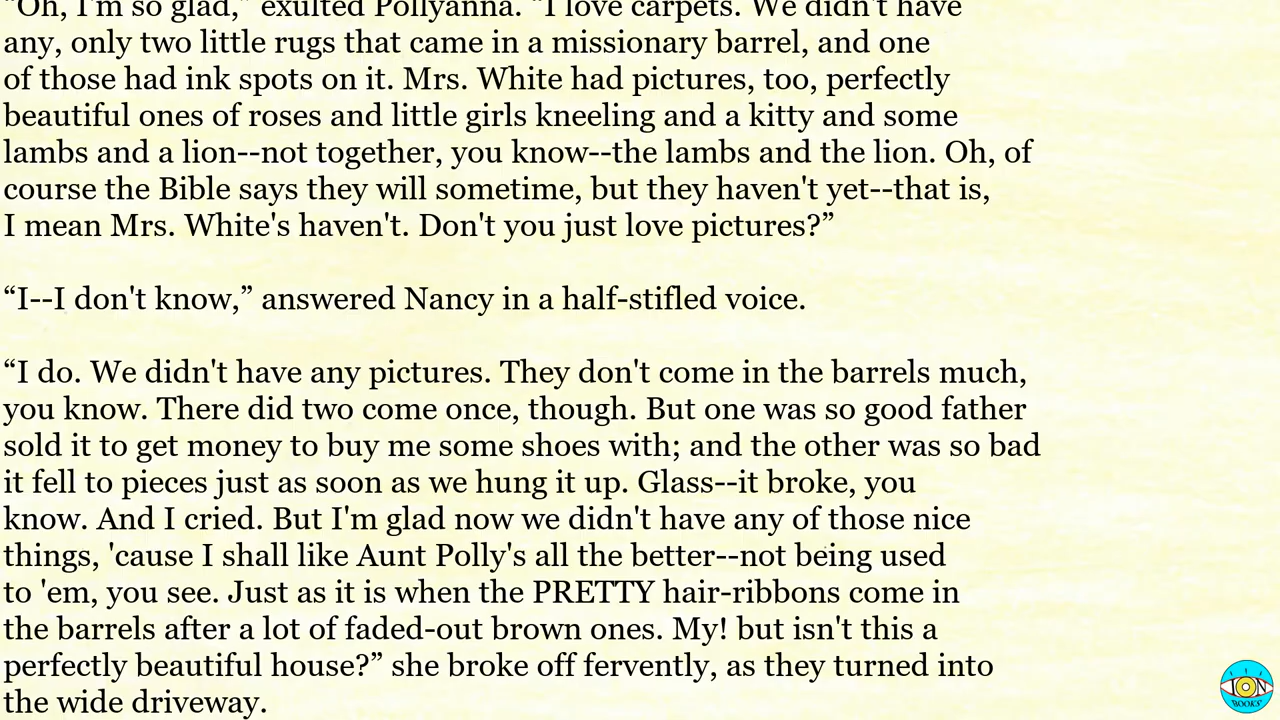 “Oh, I'm so glad,” exulted Pollyanna. “I love carpets. We didn't have
any, only two little rugs that came in a missionary barrel, and one
of those had ink spots on it. Mrs. White had pictures, too, perfectly
beautiful ones of roses and little girls kneeling and a kitty and some
lambs and a lion--not together, you know--the lambs and the lion. Oh, of
course the Bible says they will sometime, but they haven't yet--that is,
I mean Mrs. White's haven't. Don't you just love pictures?”
“I--I don't know,” answered Nancy in a half-stifled voice.
“I do. We didn't have any pictures. They don't come in the barrels much,
you know. There did two come once, though. But one was so good father
sold it to get money to buy me some shoes with; and the other was so bad
it fell to pieces just as soon as we hung it up. Glass--it broke, you
know. And I cried. But I'm glad now we didn't have any of those nice
things, 'cause I shall like Aunt Polly's all the better--not being used
to 'em, you see. Just as it is when the PRETTY hair-ribbons come in
the barrels after a lot of faded-out brown ones. My! but isn't this a
perfectly beautiful house?” she broke off fervently, as they turned into
the wide driveway.
ION
BOOKS